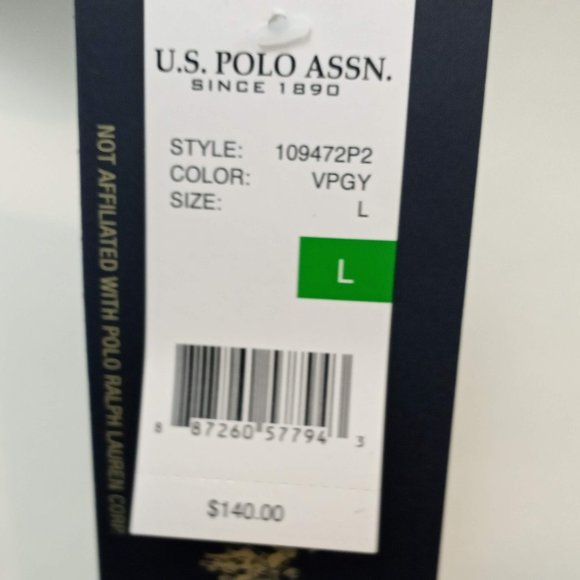 U.S. POLO ASSN.
SINCE 1890
STYLE: 109472P2
COLOR: VPGY
SIZE: L
L
8 87260 57794 3
$140.00
NOT AFFILIATED WITH POLO RALPH LAUREN CORP